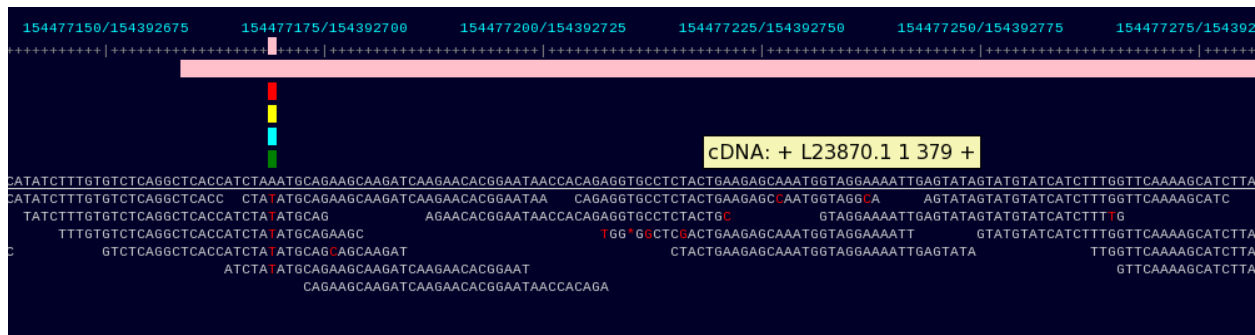 154477150/154392675 154477175/154392700 154477200/154392725 154477225/154392750 154477250/154392775 154477275/154392
+++++++++++|++++++++++++++++++ +++++|++++++++++++++++++++++++|++++++++++++++++++++++++|++++++++++++++++++++++++|++++++++++++++++++++++++|++++++
cDNA: + L23870.1 1 379 +
CATATCTTTGTGTCTCAGGCTCACCATCTAAATGCAGAAGCAAGATCAAGAACACGGAATAACCACAGAGGTGCCTCTACTGAAGAGCAAATGGTAGGAAAATTGAGTATAGTATGTATCATCTTTGGTTCAAAAGCATCTTA
CATATCTTTGTGTCTCAGGCTCACC CTATATGCAGAAGCAAGATCAAGAACACGGAATAA CAGAGGTGCCTCTACTGAAGAGCCAATGGTAGGCA AGTATAGTATGTATCATCTTTGGTTCAAAAGCATC
TATCTTTGTGTCTCAGGCTCACCATCTATATGCAG AGAACACGGAATAACCACAGAGGTGCCTCTACTGC GTAGGAAAATTGAGTATAGTATGTATCATCTTTTG
TTTGTGTCTCAGGCTCACCATCTATATGCAGAAGC TGG*GGCTCGACTGAAGAGCAAATGGTAGGAAAATT GTATGTATCATCTTTGGTTCAAAAGCATCTTA
C GTCTCAGGCTCACCATCTATATGCAGCAGCAAGAT CTACTGAAGAGCAAATGGTAGGAAAATTGAGTATA TTGGTTCAAAAGCATCTTA
ATCTATATGCAGAAGCAAGATCAAGAACACGGAAT GTTCAAAAGCATCTTA
CAGAAGCAAGATCAAGAACACGGAATAACCACAGA